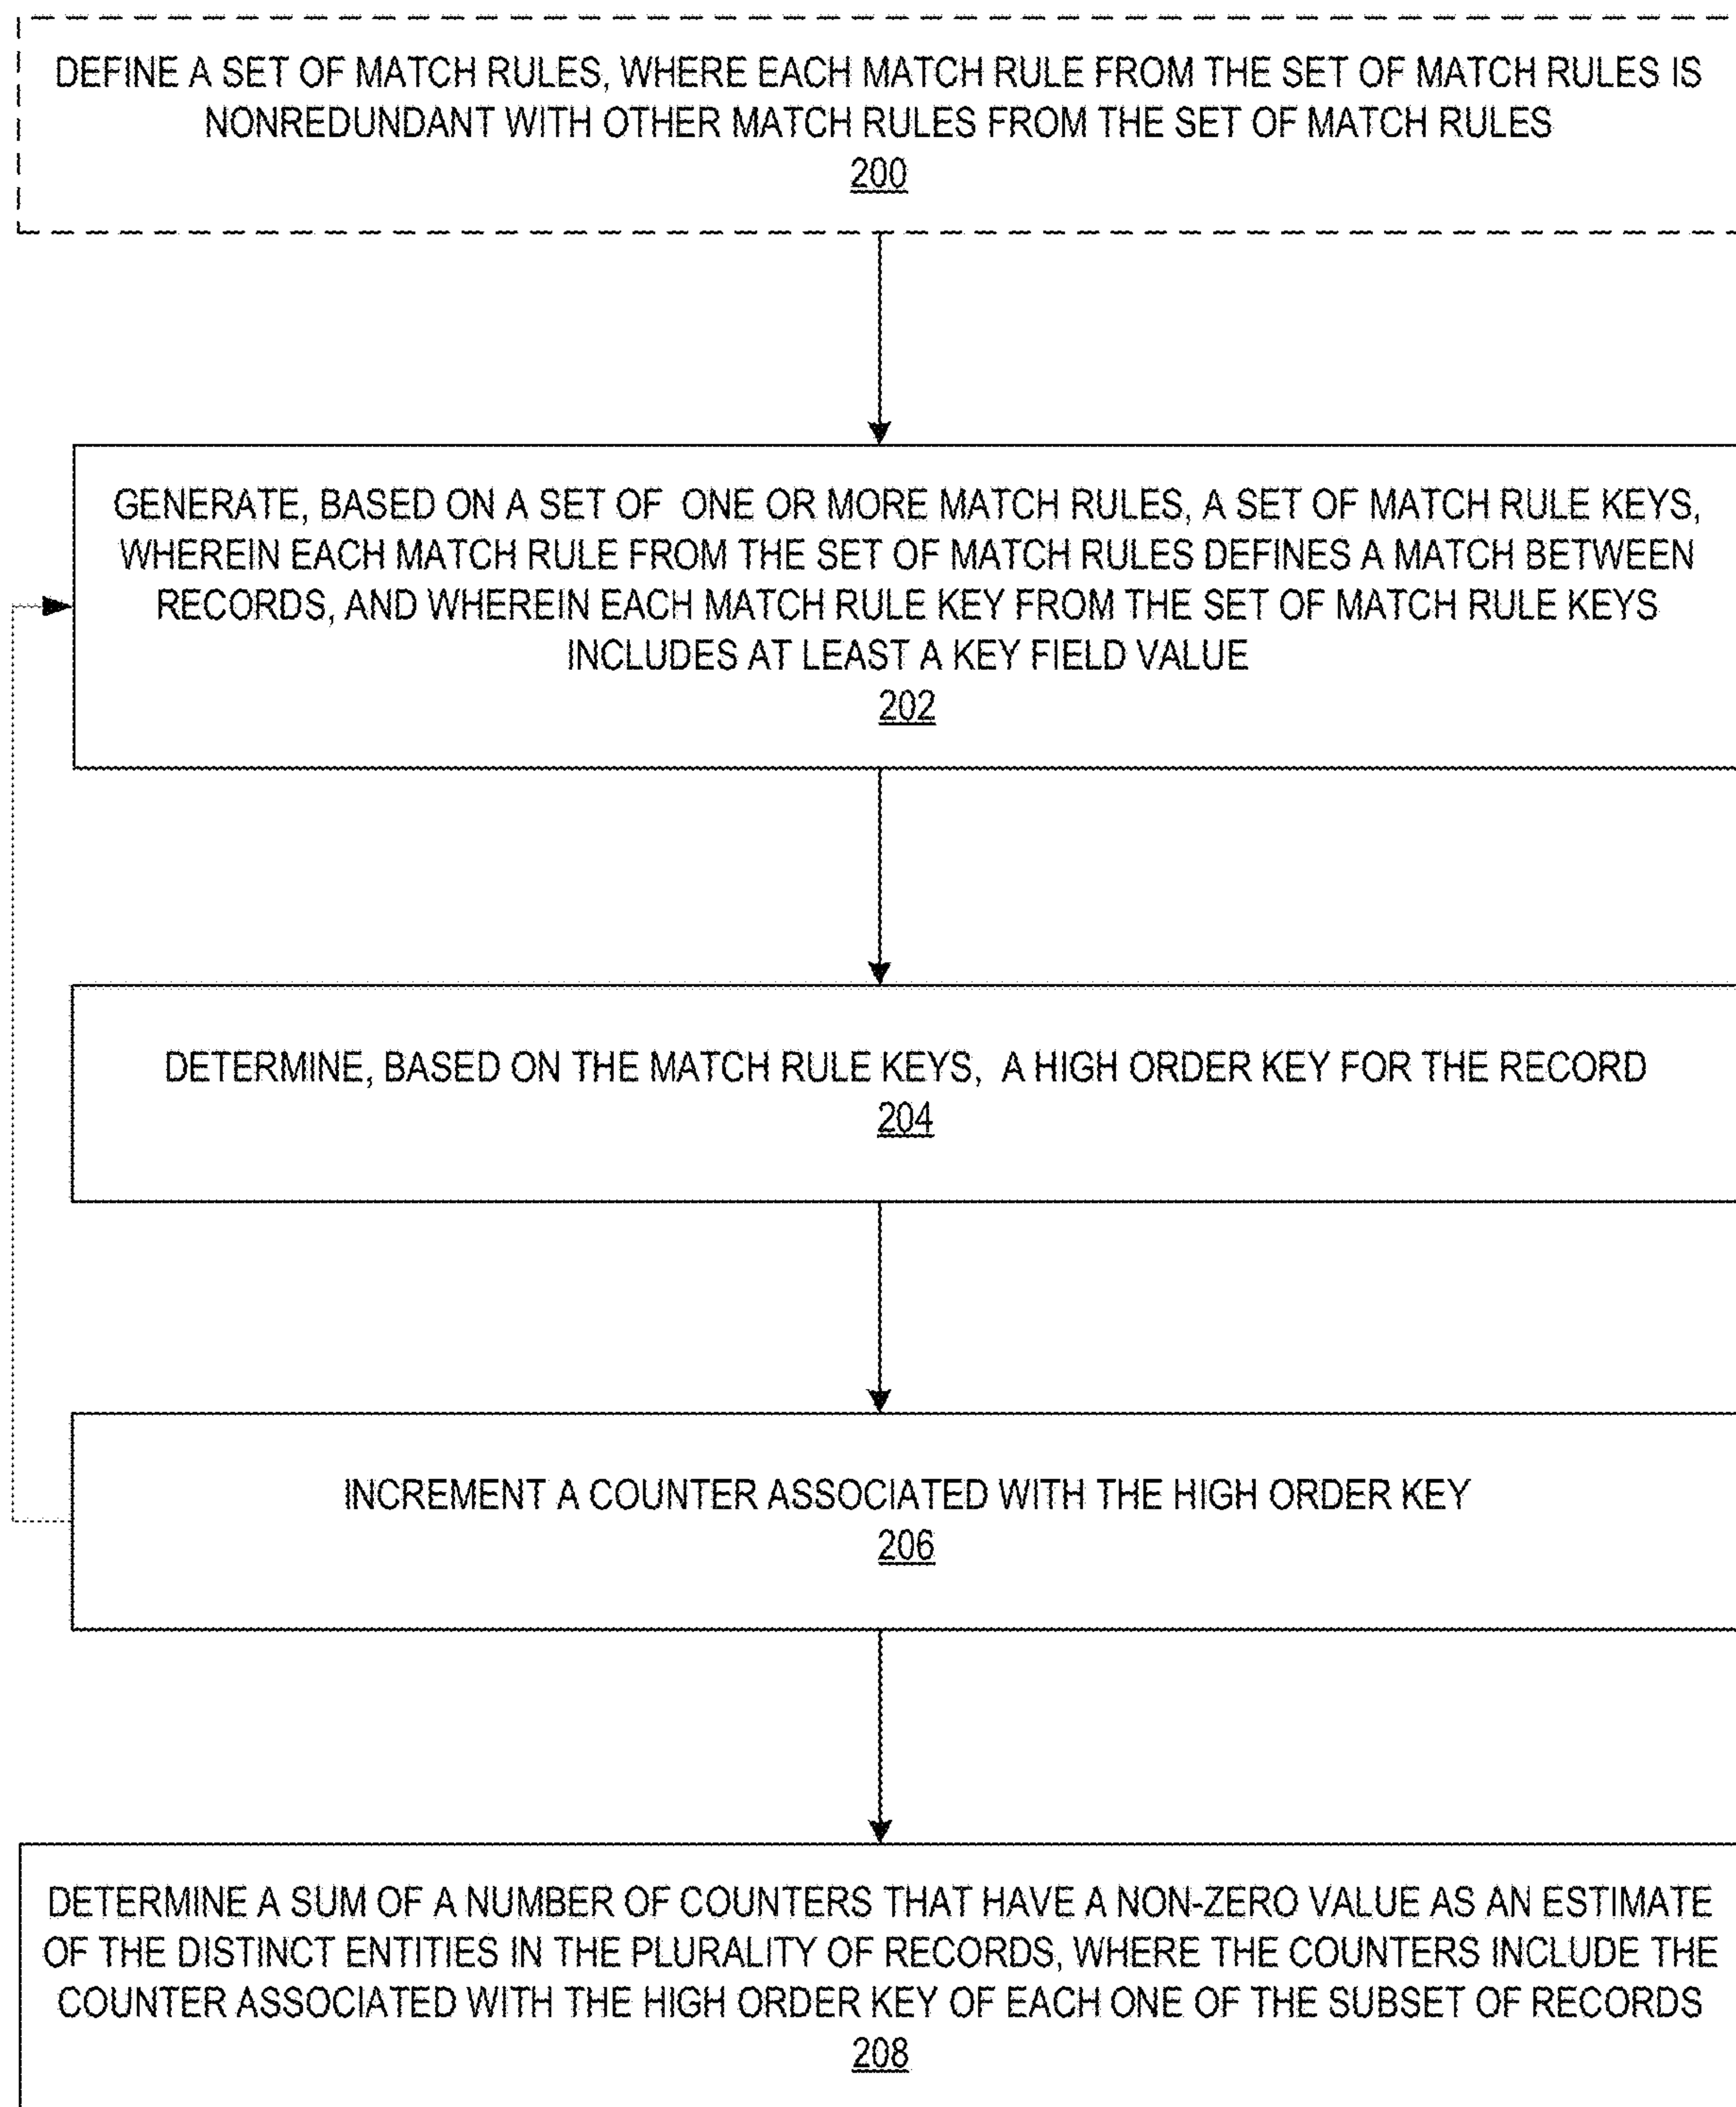 DEFINE A SET OF MATCH RULES, WHERE EACH MATCH RULE FROM THE SET OF MATCH RULES IS
NONREDUNDANT WITH OTHER MATCH RULES FROM THE SET OF MATCH RULES
200
GENERATE, BASED ON A SET OF ONE OR MORE MATCH RULES, A SET OF MATCH RULE KEYS,
WHEREIN EACH MATCH RULE FROM THE SET OF MATCH RULES DEFINES A MATCH BETWEEN
RECORDS, AND WHEREIN EACH MATCH RULE KEY FROM THE SET OF MATCH RULE KEYS
INCLUDES AT LEAST A KEY FIELD VALUE
202
DETERMINE, BASED ON THE MATCH RULE KEYS, A HIGH ORDER KEY FOR THE RECORD
204
INCREMENT A COUNTER ASSOCIATED WITH THE HIGH ORDER KEY
206
DETERMINE A SUM OF A NUMBER OF COUNTERS THAT HAVE A NON-ZERO VALUE AS AN ESTIMATE
OF THE DISTINCT ENTITIES IN THE PLURALITY OF RECORDS, WHERE THE COUNTERS INCLUDE THE
COUNTER ASSOCIATED WITH THE HIGH ORDER KEY OF EACH ONE OF THE SUBSET OF RECORDS
208